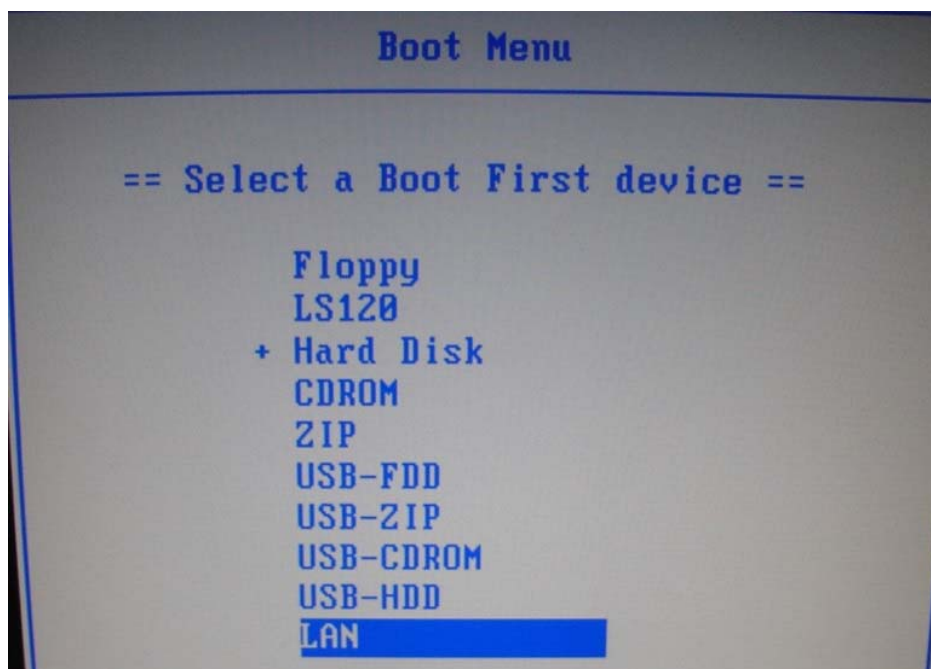 Boot Menu
== Select a Boot First device ==
Floppy
LS120
+ Hard Disk
CDROM
ZIP
USB-FDD
USB-ZIP
USB-CDROM
USB-HDD
LAN